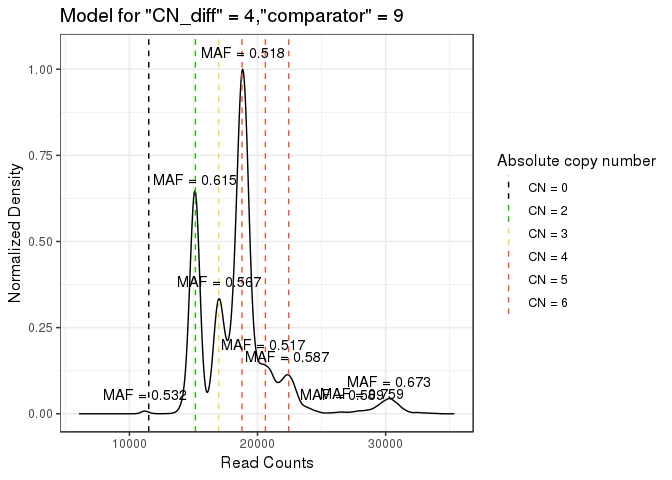 Model for "CN_diff" = 4,"comparator" = 9
MAF = 0.518
MAF = 0.615
MAF = 0.567
MAF = 0.517
MAF = 0.587
MAF = 0.673
MAF = 0.532
MAF = 0.759
1.00
0.75
0.50
0.25
0.00
Normalized Density
10000
20000
30000
Read Counts
Absolute copy number
CN = 0
CN = 2
CN = 3
CN = 4
CN = 5
CN = 6